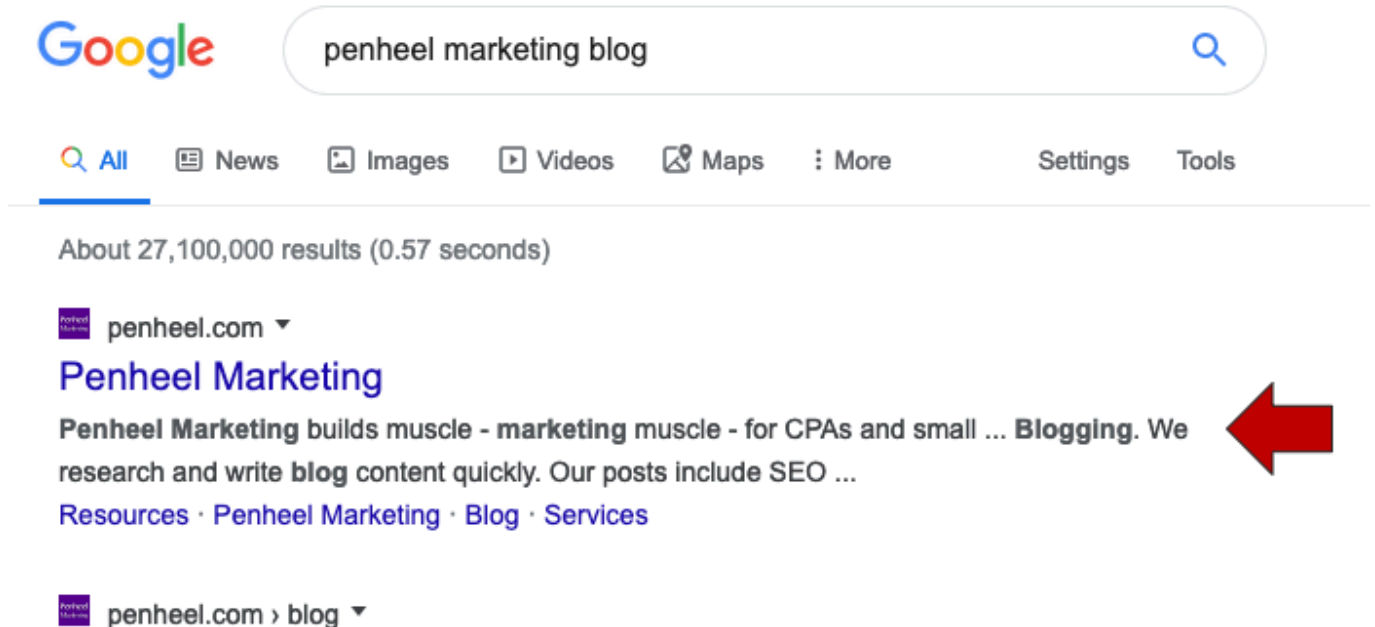 Google penheel marketing blog
All News Images Videos Maps More Settings Tools
About 27,100,000 results (0.57 seconds)
penheel.com
Penheel Marketing
Penheel Marketing builds muscle - marketing muscle - for CPAs and small ... Blogging. We
research and write blog content quickly. Our posts include SEO ...
Resources · Penheel Marketing · Blog · Services
penheel.com › blog